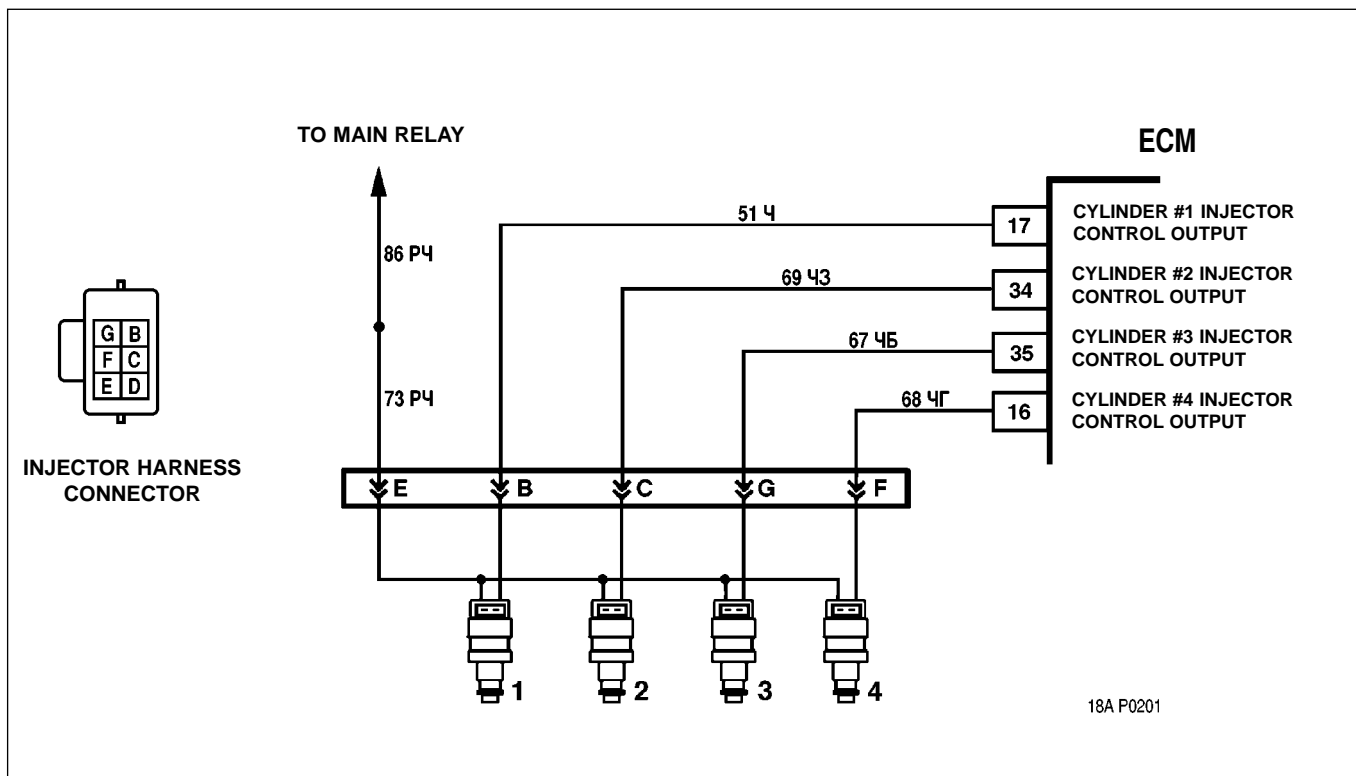 TO MAIN RELAY
ECM
51 Ч
17
CYLINDER #1 INJECTOR
CONTROL OUTPUT
86 РЧ
69 ЧЗ
34
CYLINDER #2 INJECTOR
CONTROL OUTPUT
G B
F C
E D
67 ЧБ
35
CYLINDER #3 INJECTOR
CONTROL OUTPUT
73 РЧ
68 ЧГ
16
CYLINDER #4 INJECTOR
CONTROL OUTPUT
INJECTOR HARNESS
CONNECTOR
E B C G F
1 2 3 4
18A P0201